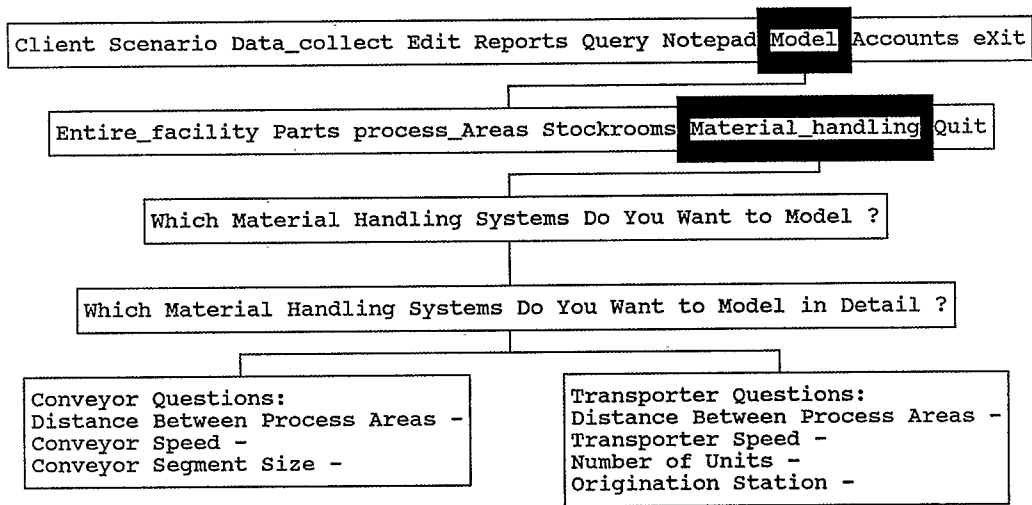 Client Scenario Data_collect Edit Reports Query Notepad Model Accounts eXit
Entire_facility Parts process_Areas Stockrooms Material_handling Quit
Which Material Handling Systems Do You Want to Model ?
Which Material Handling Systems Do You Want to Model in Detail ?
Conveyor Questions:
Distance Between Process Areas -
Conveyor Speed -
Conveyor Segment Size -
Transporter Questions:
Distance Between Process Areas -
Transporter Speed -
Number of Units -
Origination Station -